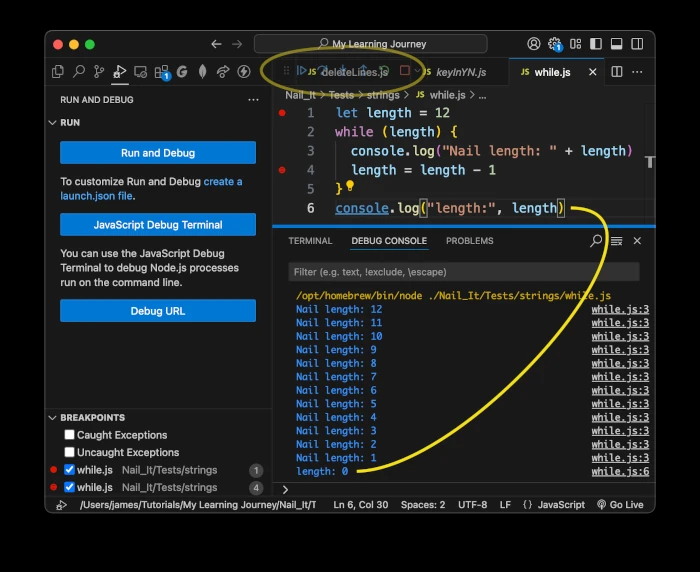 My Learning Journey
1
JS deleteLines.js
JS keyInYN.js
JS while.js
RUN AND DEBUG
RUN
Run and Debug
To customize Run and Debug create a
launch.json file.
JavaScript Debug Terminal
You can use the JavaScript Debug
Terminal to debug Node.js processes
run on the command line.
Debug URL
BREAKPOINTS
Caught Exceptions
Uncaught Exceptions
while.js Nail_It/Tests/strings 1
while.js Nail_It/Tests/strings 4
Nail_It > Tests > strings > JS while.js > ...
1 let length = 12
2 while (length) {
3 console.log("Nail length: " + length)
4 length = length - 1
5 }
6 console.log("length:", length)
TERMINAL DEBUG CONSOLE PROBLEMS
Filter (e.g. text, !exclude, \escape)
/opt/homebrew/bin/node ./Nail_It/Tests/strings/while.js
Nail length: 12 while.js:3
Nail length: 11 while.js:3
Nail length: 10 while.js:3
Nail length: 9 while.js:3
Nail length: 8 while.js:3
Nail length: 7 while.js:3
Nail length: 6 while.js:3
Nail length: 5 while.js:3
Nail length: 4 while.js:3
Nail length: 3 while.js:3
Nail length: 2 while.js:3
Nail length: 1 while.js:3
length: 0 while.js:6
/Users/james/Tutorials/My Learning Journey/Nail_It/T Ln 6, Col 30 Spaces: 2 UTF-8 LF {} JavaScript Go Live